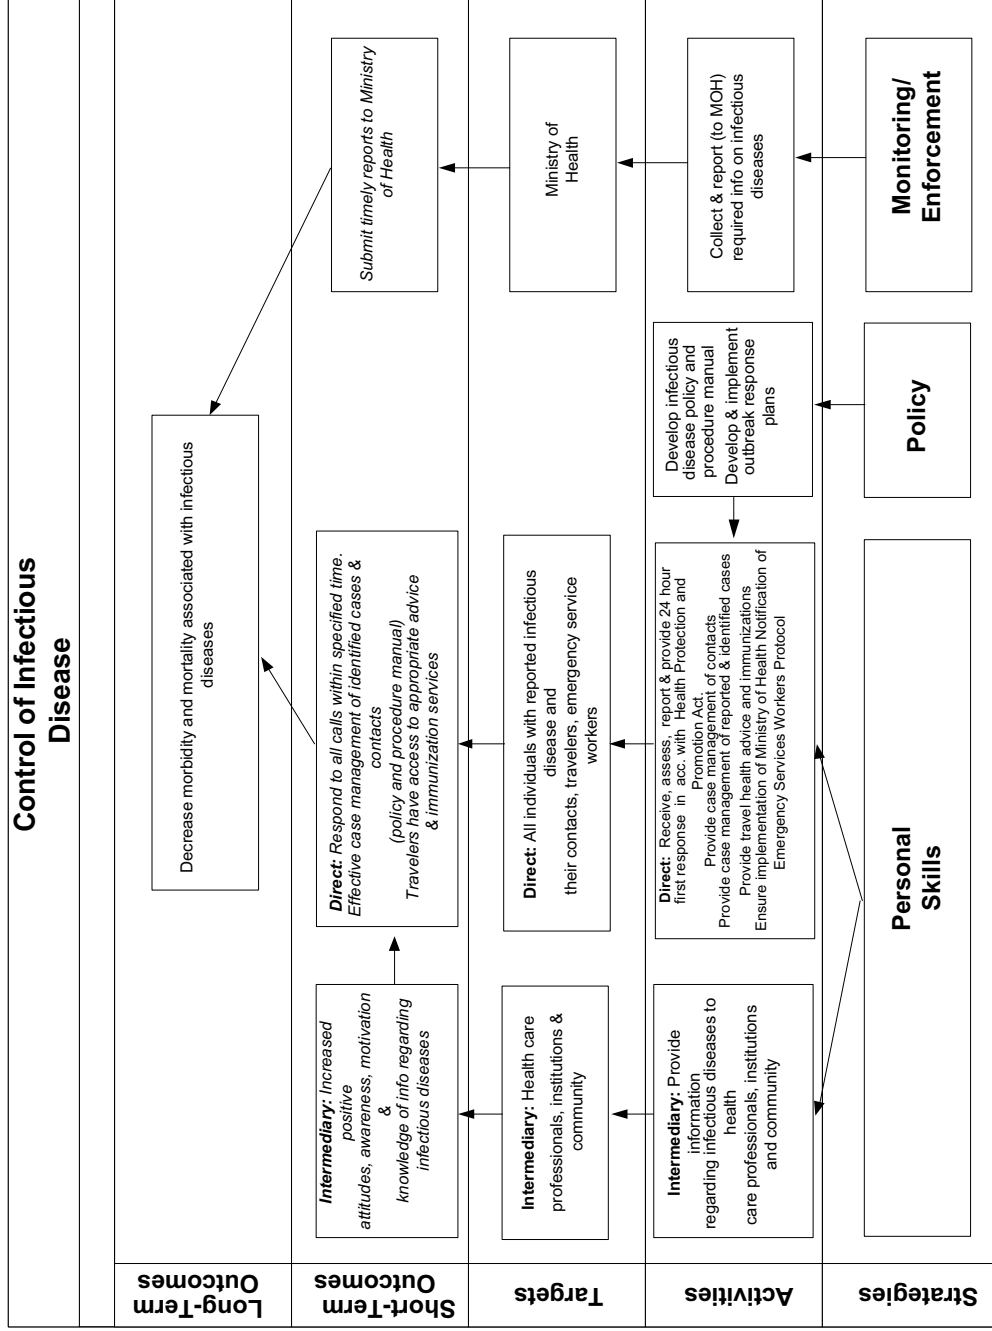 Control of Infectious
Disease
Long-Term
Outcomes
Decrease morbidity and mortality associated with infectious
diseases
Short-Term
Outcomes
Intermediary: Increased
positive
attitudes, awareness, motivation
&
knowledge of info regarding
infectious diseases
Direct: Respond to all calls within specified time.
Effective case management of identified cases &
contacts
(policy and procedure manual)
Travelers have access to appropriate advice
& immunization services
Submit timely reports to Ministry
of Health
Targets
Intermediary: Health care
professionals, institutions &
community
Direct: All individuals with reported infectious
disease and
their contacts, travelers, emergency service
workers
Ministry of
Health
Activities
Intermediary: Provide
information
regarding infectious diseases to
health
care professionals, institutions
and community
Direct: Receive, assess, report & provide 24 hour
first response in acc. with Health Protection and
Promotion Act.
Provide case management of contacts
Provide case management of reported & identified cases
Provide travel health advice and immunizations
Ensure implementation of Ministry of Health Notification of
Emergency Services Workers Protocol
Develop infectious
disease policy and
procedure manual
Develop & implement
outbreak response
plans
Collect & report (to MOH)
required info on infectious
diseases
Strategies
Personal
Skills
Policy
Monitoring/
Enforcement